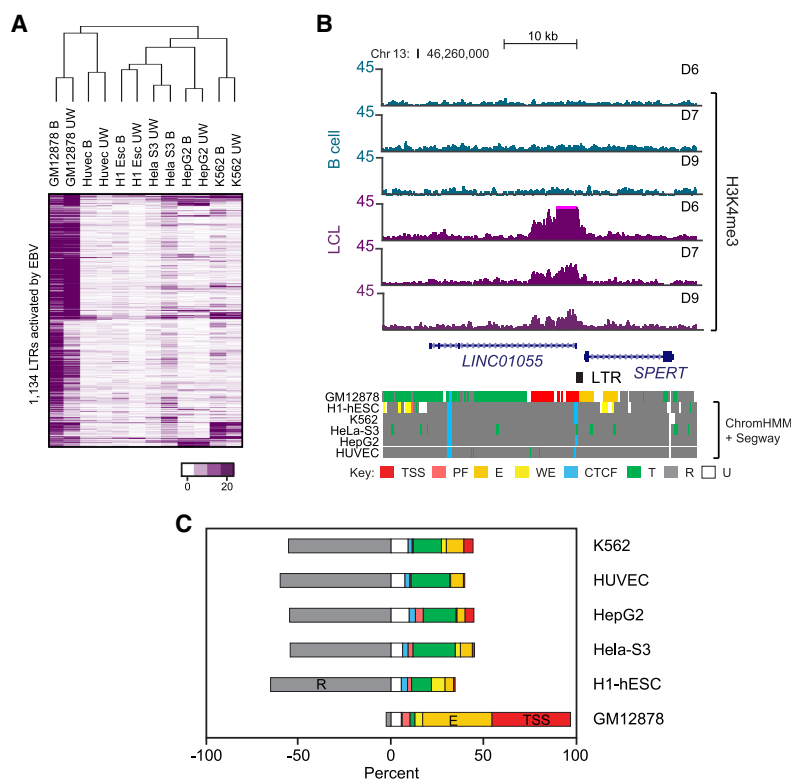 A
GM12878 B
GM12878 UW
Huvec B
Huvec UW
H1 Esc B
H1 Esc UW
Hela S3 UW
Hela S3 B
HepG2 B
HepG2 UW
K562 B
K562 UW
1,134 LTRs activated by EBV
0 20
B
10 kb
Chr 13: 46,260,000
45 D6
45 D7
45 D9
B cell
45 D6
45 D7
45 D9
LCL
H3K4me3
LINC01055
SPERT
LTR
GM12878
H1-hESC
K562
HeLa-S3
HepG2
HUVEC
ChromHMM
+ Segway
Key: TSS PF E WE CTCF T R U
C
K562
HUVEC
HepG2
Hela-S3
R H1-hESC
E TSS GM12878
-100 -50 0 50 100
Percent